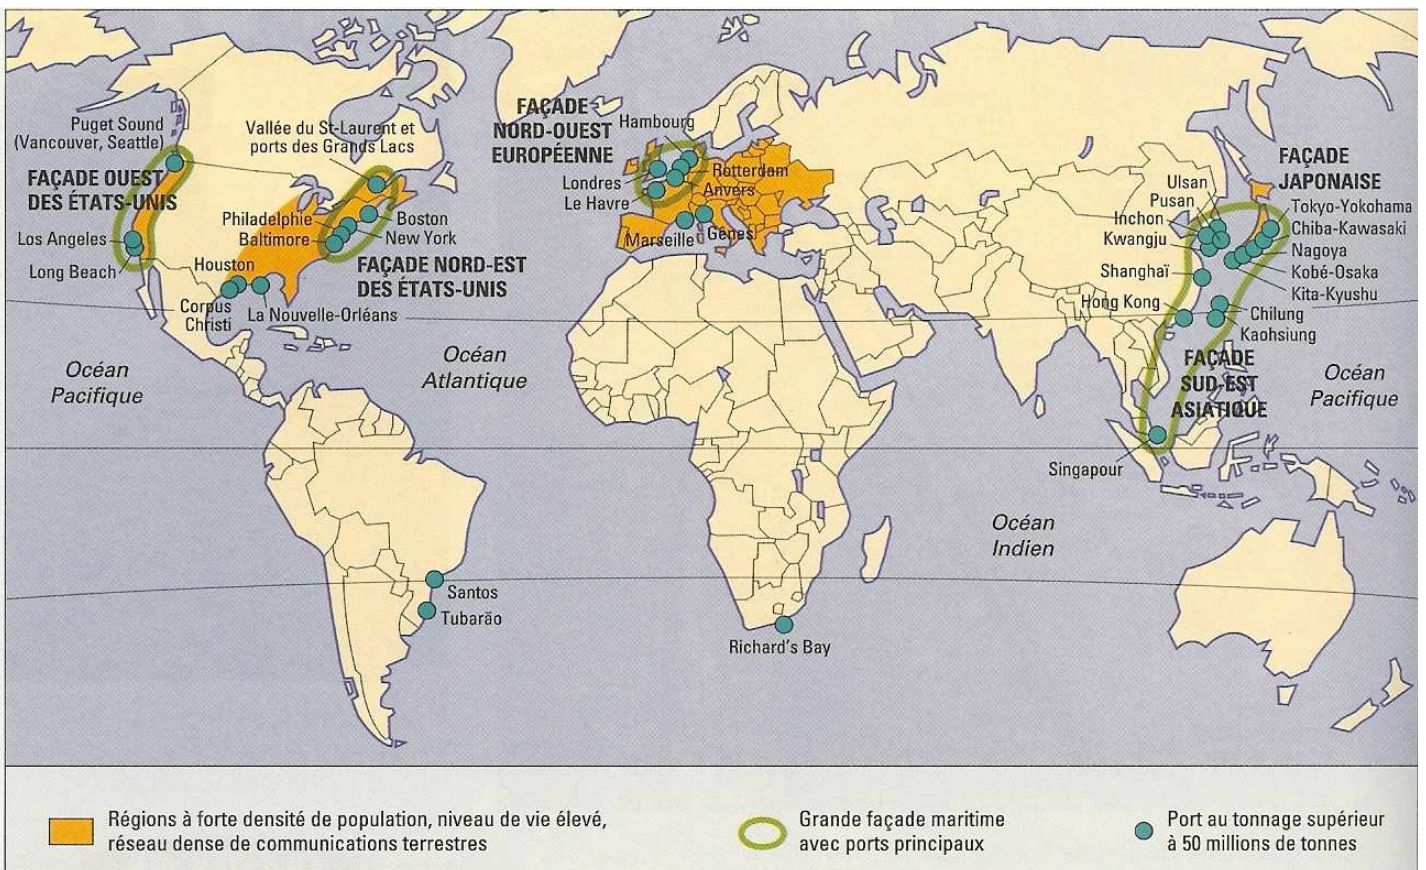 Puget Sound
(Vancouver, Seattle)
FAÇADE OUEST
DES ÉTATS-UNIS
Los Angeles
Long Beach
Vallée du St-Laurent et
ports des Grands Lacs
Philadelphie
Baltimore
Boston
New York
FAÇADE NORD-EST
DES ÉTATS-UNIS
Houston
Corpus
Christi
La Nouvelle-Orléans
FAÇADE
NORD-OUEST
EUROPÉENNE
Hambourg
Rotterdam
Anvers
Londres
Le Havre
Marseille
Gênes
FAÇADE
JAPONAISE
Ulsan
Pusan
Inchon
Kwangju
Shanghaï
Hong Kong
Tokyo-Yokohama
Chiba-Kawasaki
Nagoya
Kobé-Osaka
Kita-Kyushu
Chilung
Kaohsiung
FAÇADE
SUD-EST
ASIATIQUE
Singapour
Océan
Pacifique
Océan
Atlantique
Océan
Pacifique
Océan
Indien
Santos
Tubarão
Richard's Bay
Régions à forte densité de population, niveau de vie élevé,
réseau dense de communications terrestres
Grande façade maritime
avec ports principaux
Port au tonnage supérieur
à 50 millions de tonnes